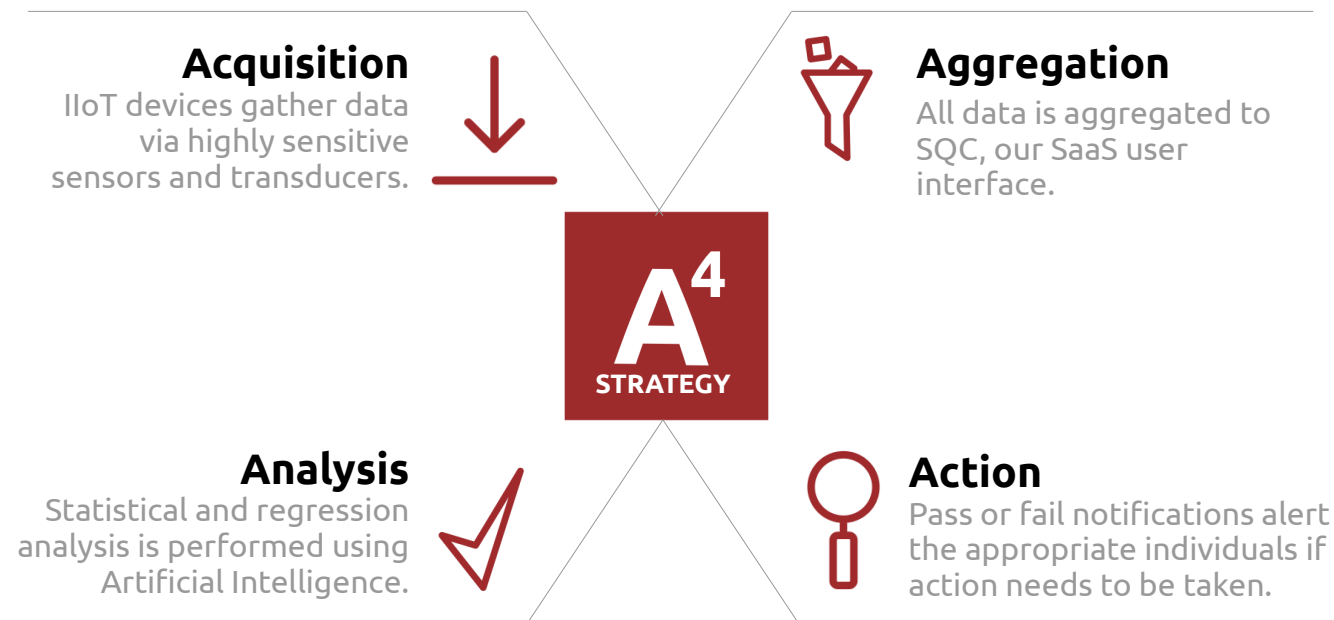 Acquisition
IIoT devices gather data
via highly sensitive
sensors and transducers.
Aggregation
All data is aggregated to
SQC, our SaaS user
interface.
A⁴
STRATEGY
Analysis
Statistical and regression
analysis is performed using
Artificial Intelligence.
Action
Pass or fail notifications alert
the appropriate individuals if
action needs to be taken.